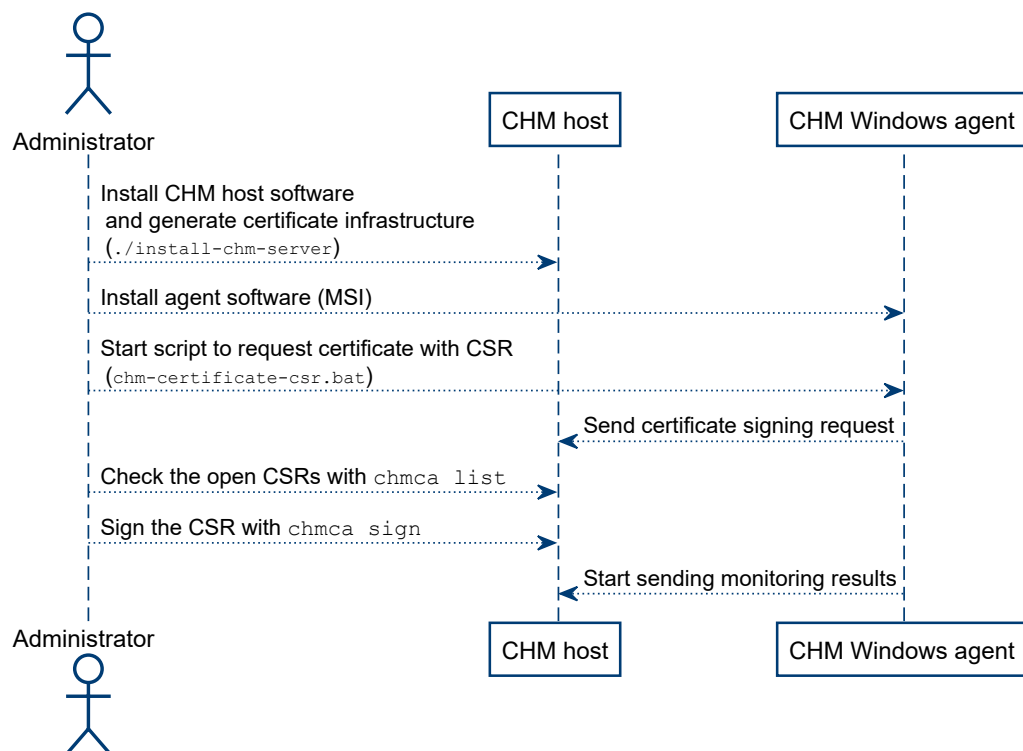 Administrator
CHM host
CHM Windows agent
Install CHM host software
and generate certificate infrastructure
(./install-chm-server)
Install agent software (MSI)
Start script to request certificate with CSR
(chm-certificate-csr.bat)
Send certificate signing request
Check the open CSRs with chmca list
Sign the CSR with chmca sign
Start sending monitoring results
Administrator
CHM host
CHM Windows agent